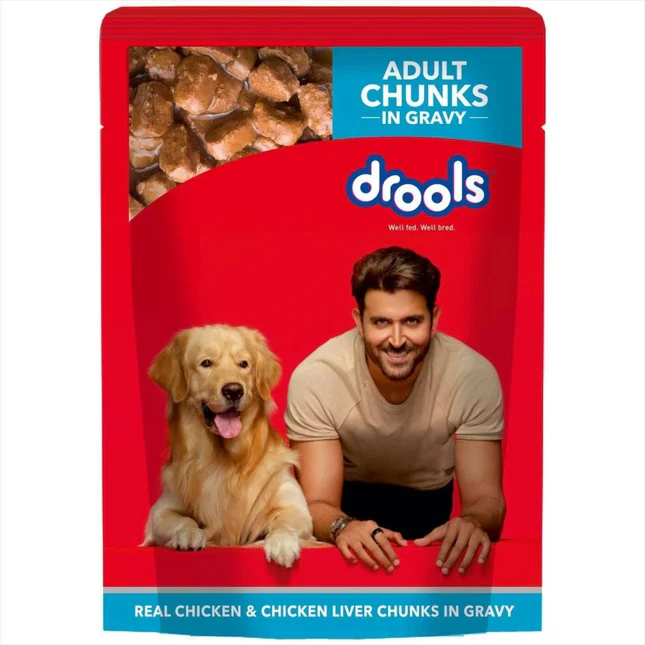 ADULT
CHUNKS
IN GRAVY
drools
Well fed. Well bred.
REAL CHICKEN & CHICKEN LIVER CHUNKS IN GRAVY